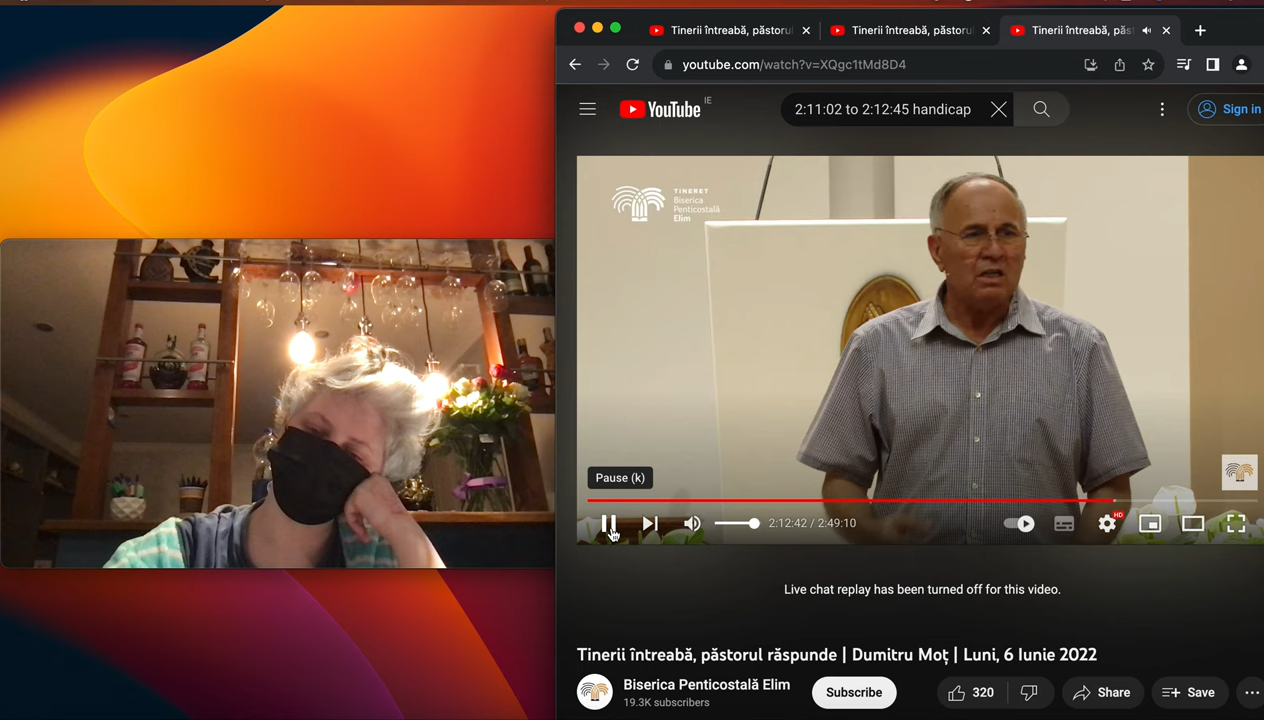 Tinerii întreabă, păstorul
Tinerii întreabă, păstorul
Tinerii întreabă, păs
youtube.com/watch?v=XQgc1tMd8D4
YouTube IE
2:11:02 to 2:12:45 handicap
Sign in
TINERET
Biserica
Penticostală
Elim
Pause (k)
2:12:42 / 2:49:10
HD
Live chat replay has been turned off for this video.
Tinerii întreabă, păstorul răspunde | Dumitru Moț | Luni, 6 Iunie 2022
Biserica Penticostală Elim
19.3K subscribers
Subscribe
320
Share
Save